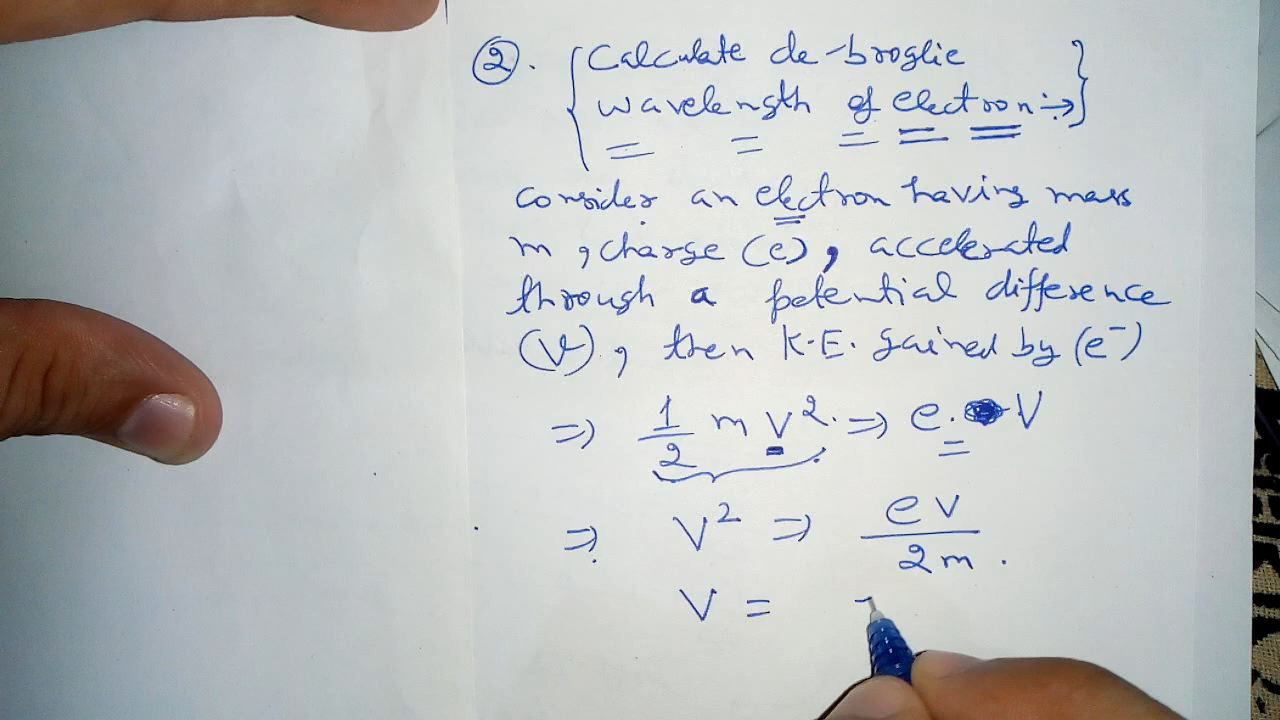 ②. { Calculate de-broglie
wavelength of electron :→ }
Consider an electron having mass
m, charge (e), accelerated
through a potential difference
(V), then K.E. gained by (e⁻)
⇒ 1/2 m v². ⇒ e. V
⇒ V² ⇒ eV/2m.
V =